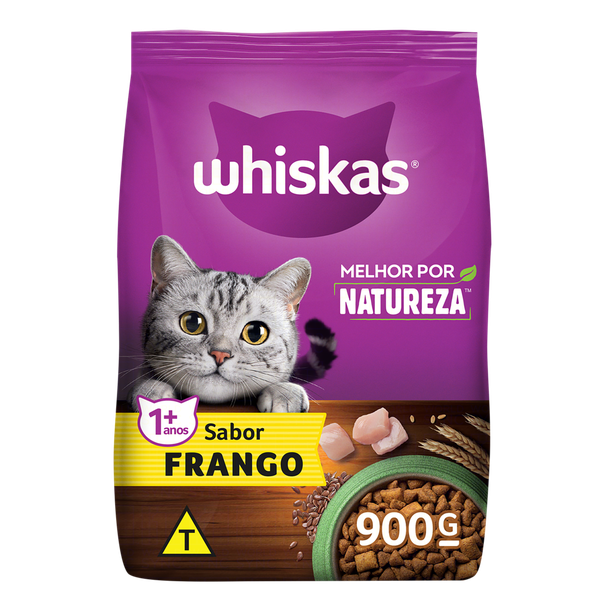 whiskas®
MELHOR POR
NATUREZA™
1+
anos
Sabor
FRANGO
T
900G